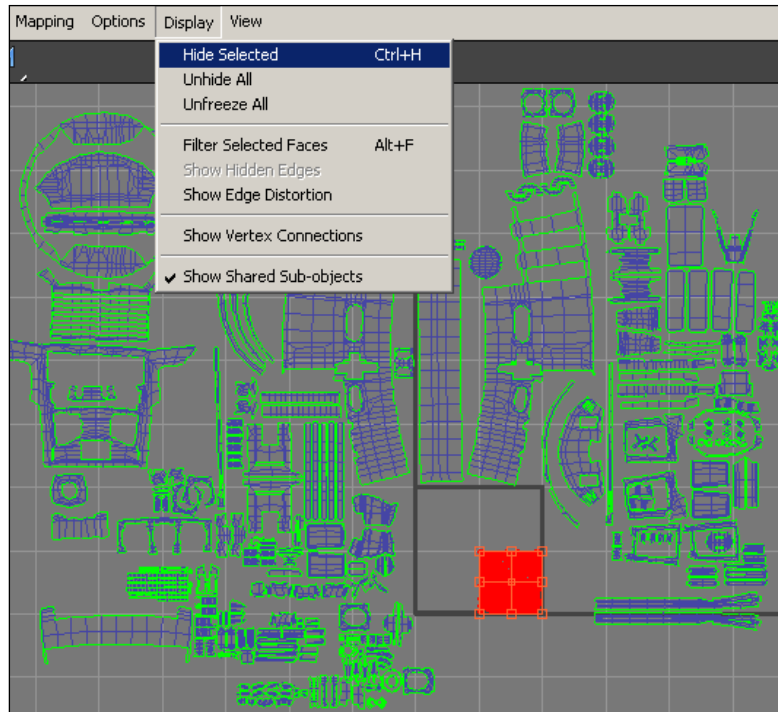 Mapping Options Display View
Hide Selected Ctrl+H
Unhide All
Unfreeze All
Filter Selected Faces Alt+F
Show Hidden Edges
Show Edge Distortion
Show Vertex Connections
✔ Show Shared Sub-objects